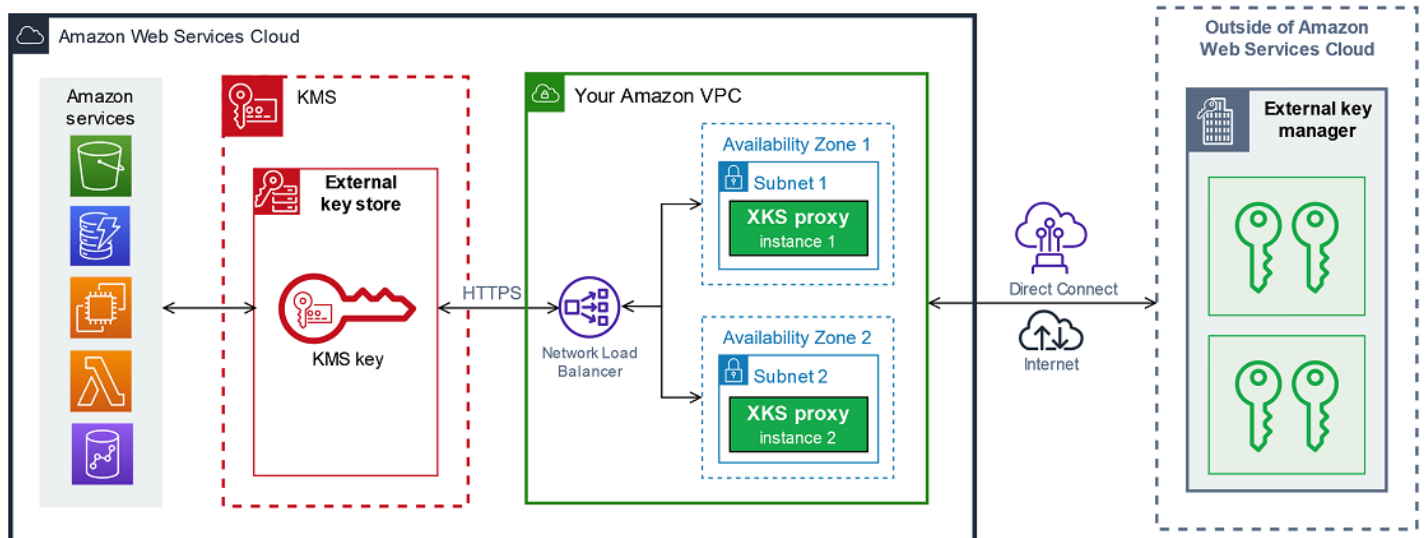 Amazon Web Services Cloud
Amazon
services
KMS
External
key store
KMS key
HTTPS
Your Amazon VPC
Network Load
Balancer
Availability Zone 1
Subnet 1
XKS proxy
instance 1
Availability Zone 2
Subnet 2
XKS proxy
instance 2
Direct Connect
Internet
Outside of Amazon
Web Services Cloud
External key
manager